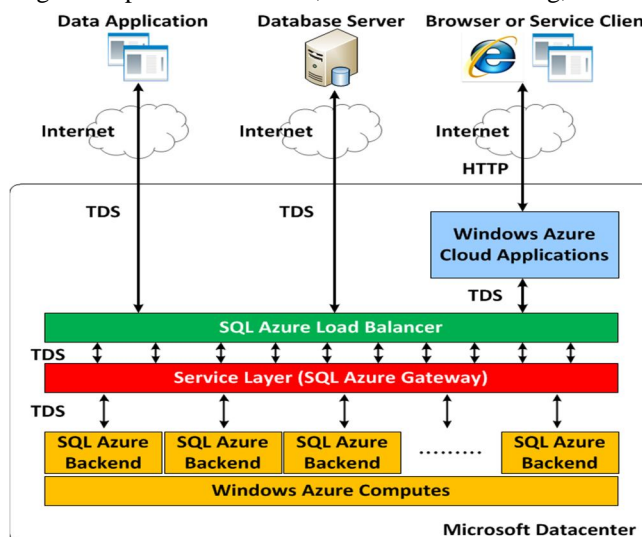 Data Application
Database Server
Browser or Service Client
Internet
Internet
Internet
HTTP
TDS
TDS
Windows Azure
Cloud Applications
TDS
SQL Azure Load Balancer
TDS
Service Layer (SQL Azure Gateway)
TDS
SQL Azure
Backend
SQL Azure
Backend
SQL Azure
Backend
.........
SQL Azure
Backend
Windows Azure Computes
Microsoft Datacenter